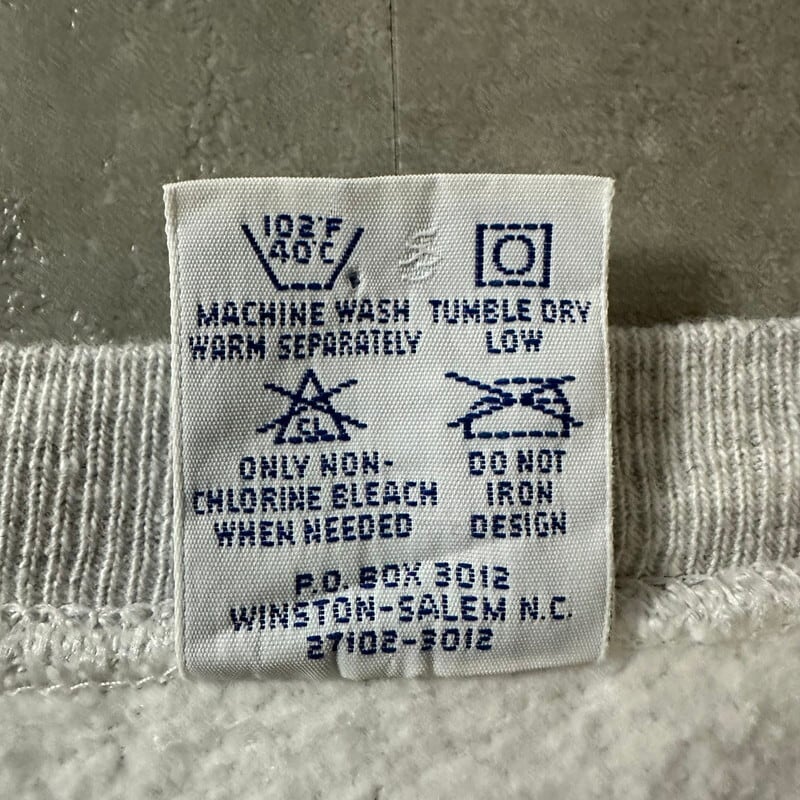 102°F
40°C
MACHINE WASH
WARM SEPARATELY
TUMBLE DRY
LOW
CL
ONLY NON-
CHLORINE BLEACH
WHEN NEEDED
DO NOT
IRON
DESIGN
P.O. BOX 3012
WINSTON-SALEM N.C.
27102-3012